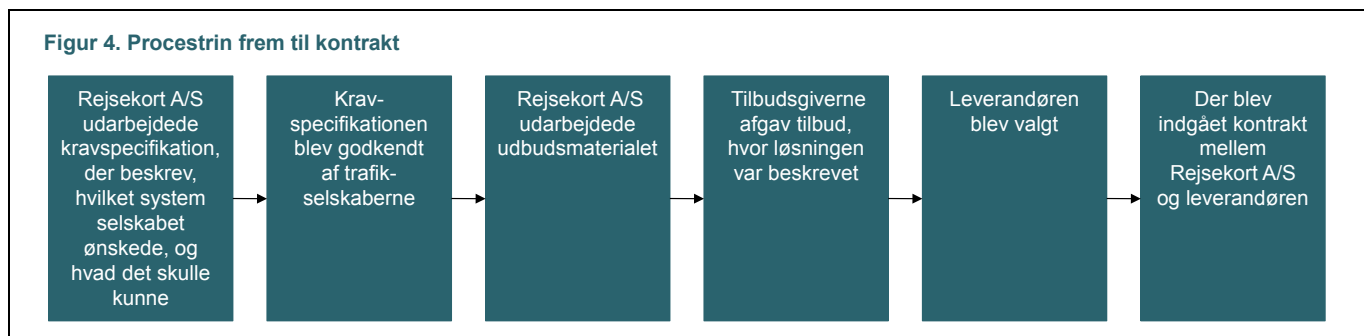 Figur 4. Procestrin frem til kontrakt
Rejsekort A/S
udarbejdede
kravspecifikation,
der beskrev,
hvilket system
selskabet
ønskede, og
hvad det skulle
kunne
Krav-
specifikationen
blev godkendt
af trafik-
selskaberne
Rejsekort A/S
udarbejdede
udbudsmaterialet
Tilbudsgiverne
afgav tilbud,
hvor løsningen
var beskrevet
Leverandøren
blev valgt
Der blev
indgået kontrakt
mellem
Rejsekort A/S
og leverandøren